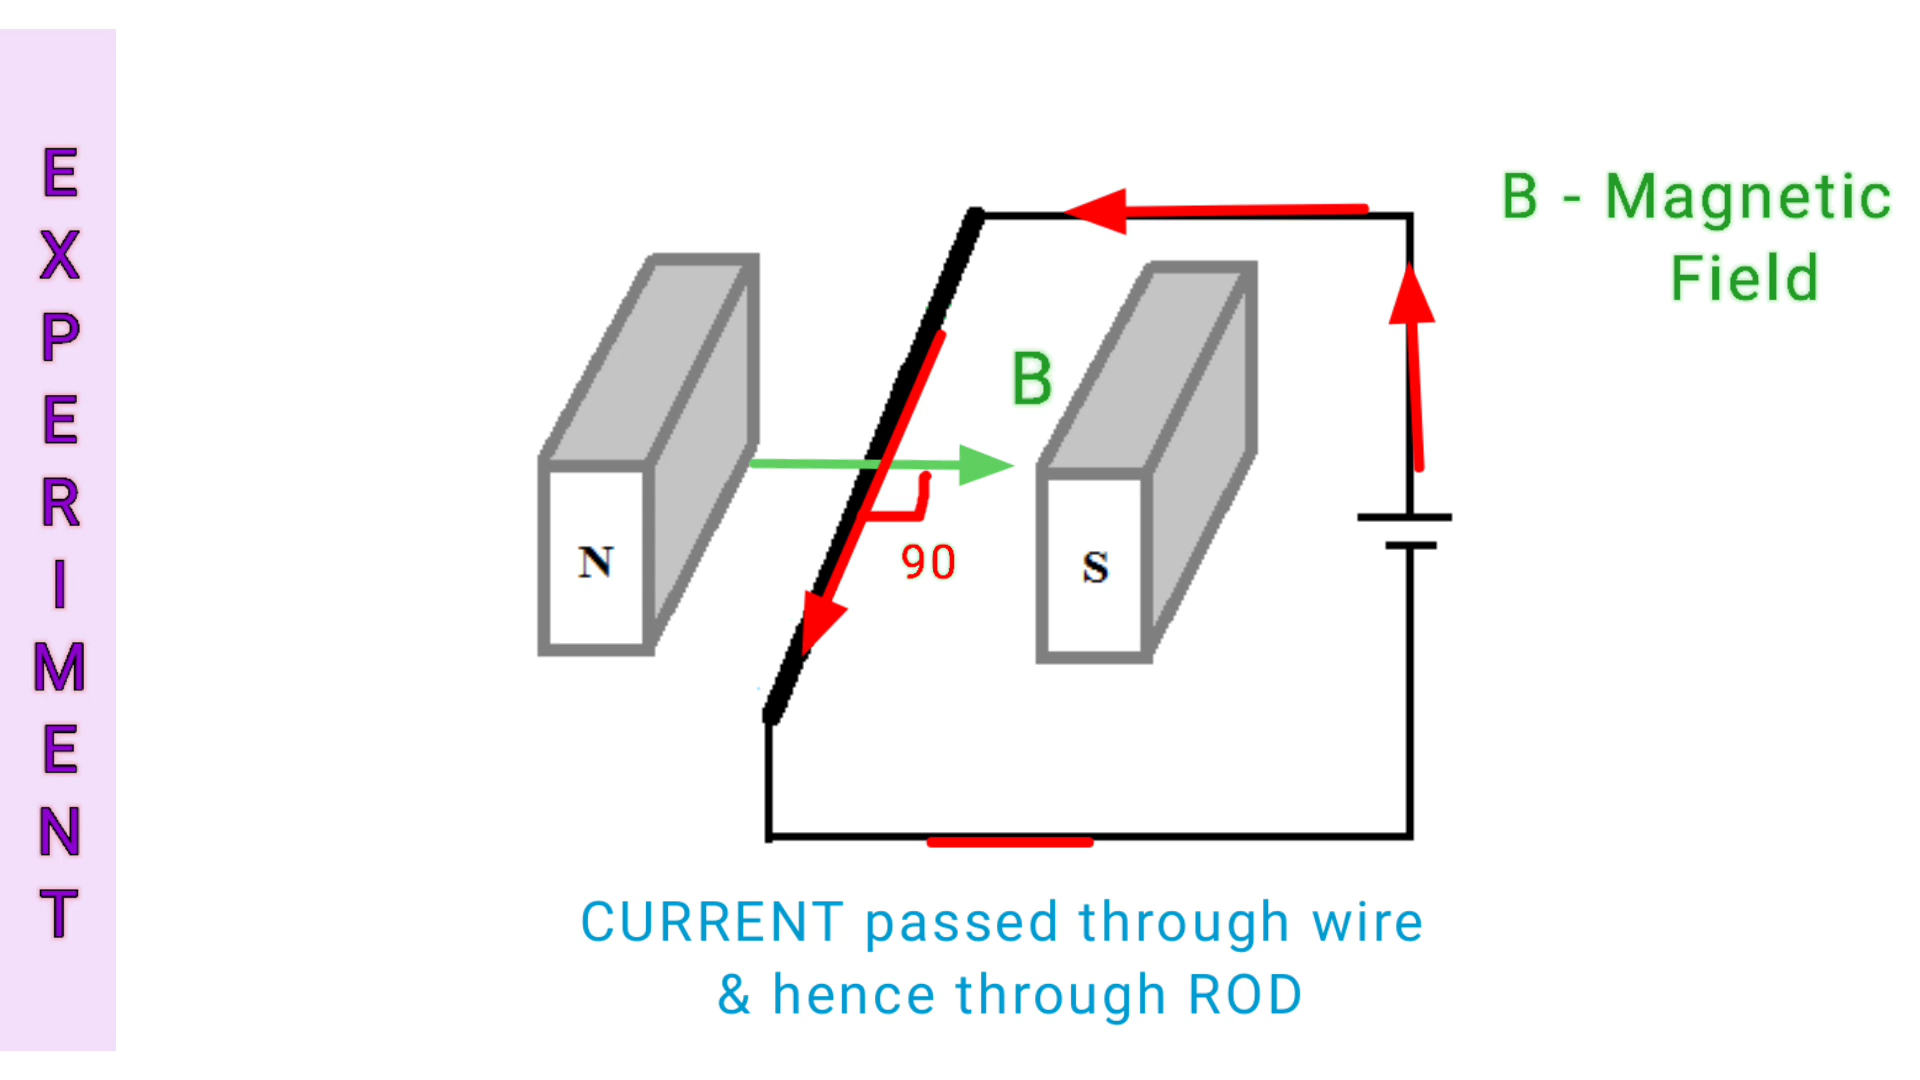 EXPERIMENT
B - Magnetic
Field
B
N
90
S
CURRENT passed through wire
& hence through ROD